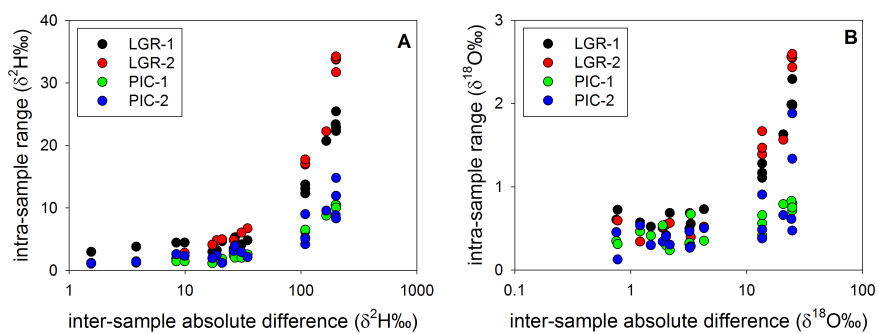 A
LGR-1
LGR-2
PIC-1
PIC-2
40
30
20
10
0
intra-sample range (δ²H‰)
1 10 100 1000
inter-sample absolute difference (δ²H‰)
B
LGR-1
LGR-2
PIC-1
PIC-2
3
2
1
0
intra-sample range (δ¹⁸O‰)
0.1 1 10 100
inter-sample absolute difference (δ¹⁸O‰)